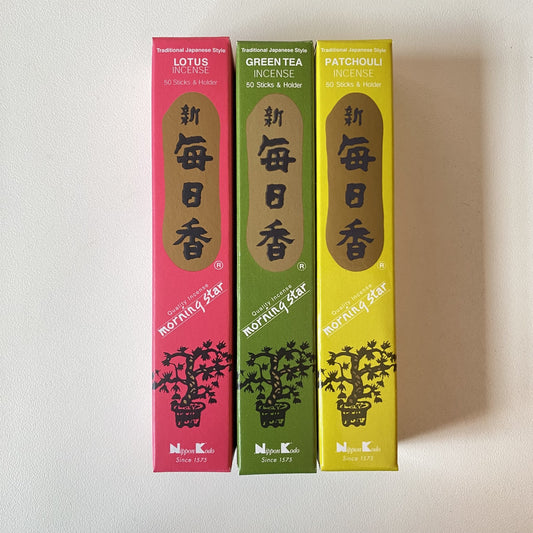 Traditional Japanese Style
LOTUS
INCENSE
50 Sticks & Holder
新
毎
日
香
®
Quality Incense
morning star
Nippon Kodo
Since 1575
Traditional Japanese Style
GREEN TEA
INCENSE
50 Sticks & Holder
新
毎
日
香
®
Quality Incense
morning star
Nippon Kodo
Since 1575
Traditional Japanese Style
PATCHOULI
INCENSE
50 Sticks & Holder
新
毎
日
香
®
Quality Incense
morning star
Nippon Kodo
Since 1575